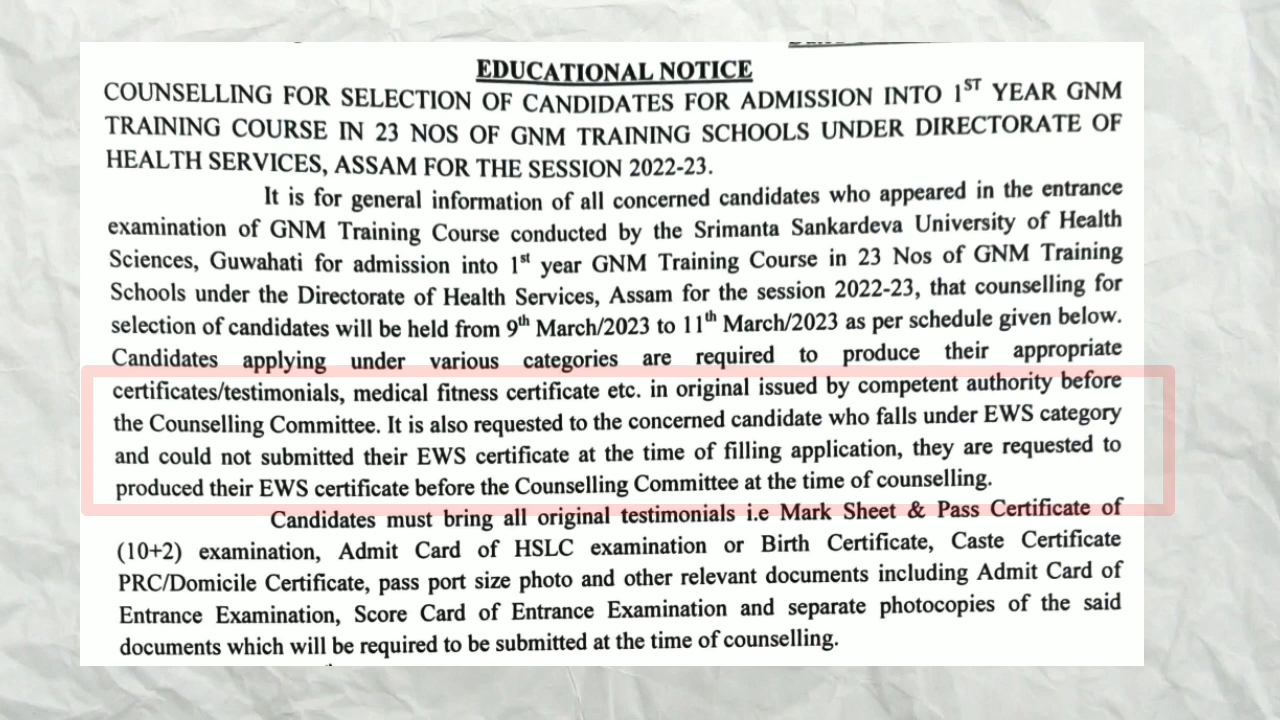 EDUCATIONAL NOTICE
COUNSELLING FOR SELECTION OF CANDIDATES FOR ADMISSION INTO 1ST YEAR GNM
TRAINING COURSE IN 23 NOS OF GNM TRAINING SCHOOLS UNDER DIRECTORATE OF
HEALTH SERVICES, ASSAM FOR THE SESSION 2022-23.
It is for general information of all concerned candidates who appeared in the entrance
examination of GNM Training Course conducted by the Srimanta Sankardeva University of Health
Sciences, Guwahati for admission into 1st year GNM Training Course in 23 Nos of GNM Training
Schools under the Directorate of Health Services, Assam for the session 2022-23, that counselling for
selection of candidates will be held from 9th March/2023 to 11th March/2023 as per schedule given below.
Candidates applying under various categories are required to produce their appropriate
certificates/testimonials, medical fitness certificate etc. in original issued by competent authority before
the Counselling Committee. It is also requested to the concerned candidate who falls under EWS category
and could not submitted their EWS certificate at the time of filling application, they are requested to
produced their EWS certificate before the Counselling Committee at the time of counselling.
Candidates must bring all original testimonials i.e Mark Sheet & Pass Certificate of
(10+2) examination, Admit Card of HSLC examination or Birth Certificate, Caste Certificate
PRC/Domicile Certificate, pass port size photo and other relevant documents including Admit Card of
Entrance Examination, Score Card of Entrance Examination and separate photocopies of the said
documents which will be required to be submitted at the time of counselling.